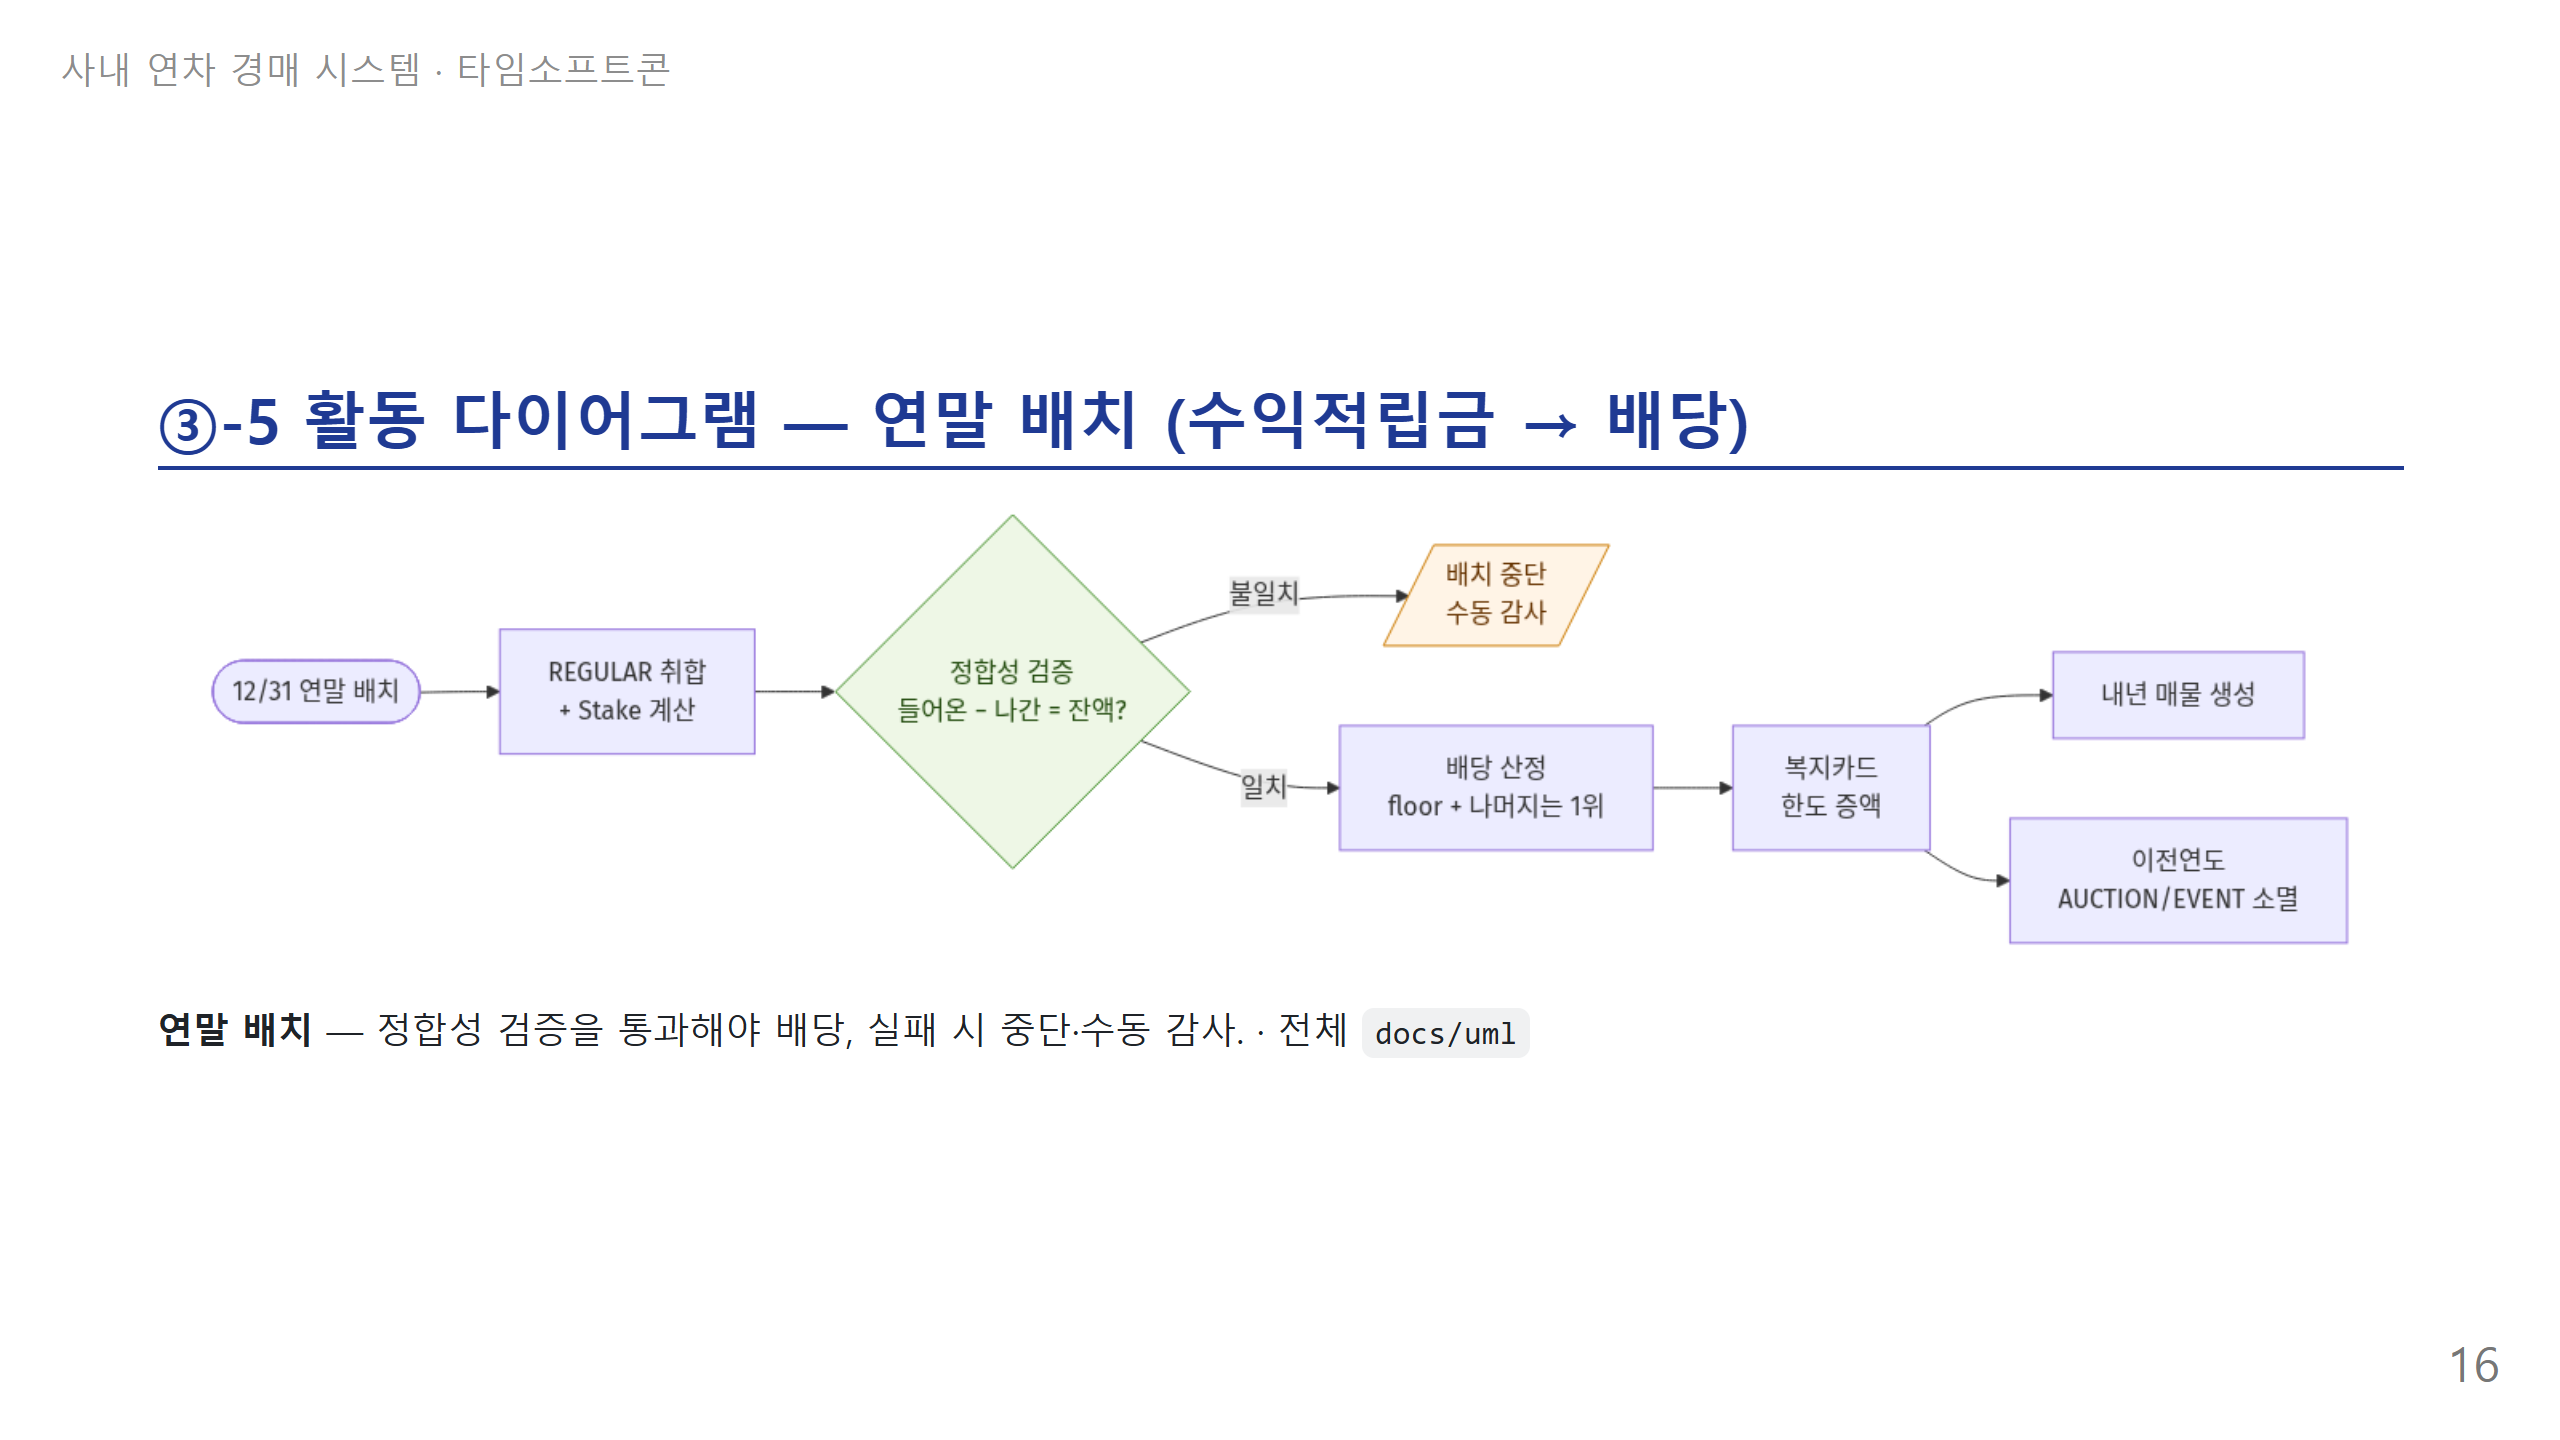 사내 연차 경매 시스템 · 타임소프트콘
③-5 활동 다이어그램 — 연말 배치 (수익적립금 → 배당)
12/31 연말 배치
REGULAR 취합
+ Stake 계산
정합성 검증
들어온 − 나간 = 잔액?
불일치
배치 중단
수동 감사
일치
배당 산정
floor + 나머지는 1위
복지카드
한도 증액
내년 매물 생성
이전연도
AUCTION/EVENT 소멸
연말 배치 — 정합성 검증을 통과해야 배당, 실패 시 중단·수동 감사. · 전체 docs/uml
16